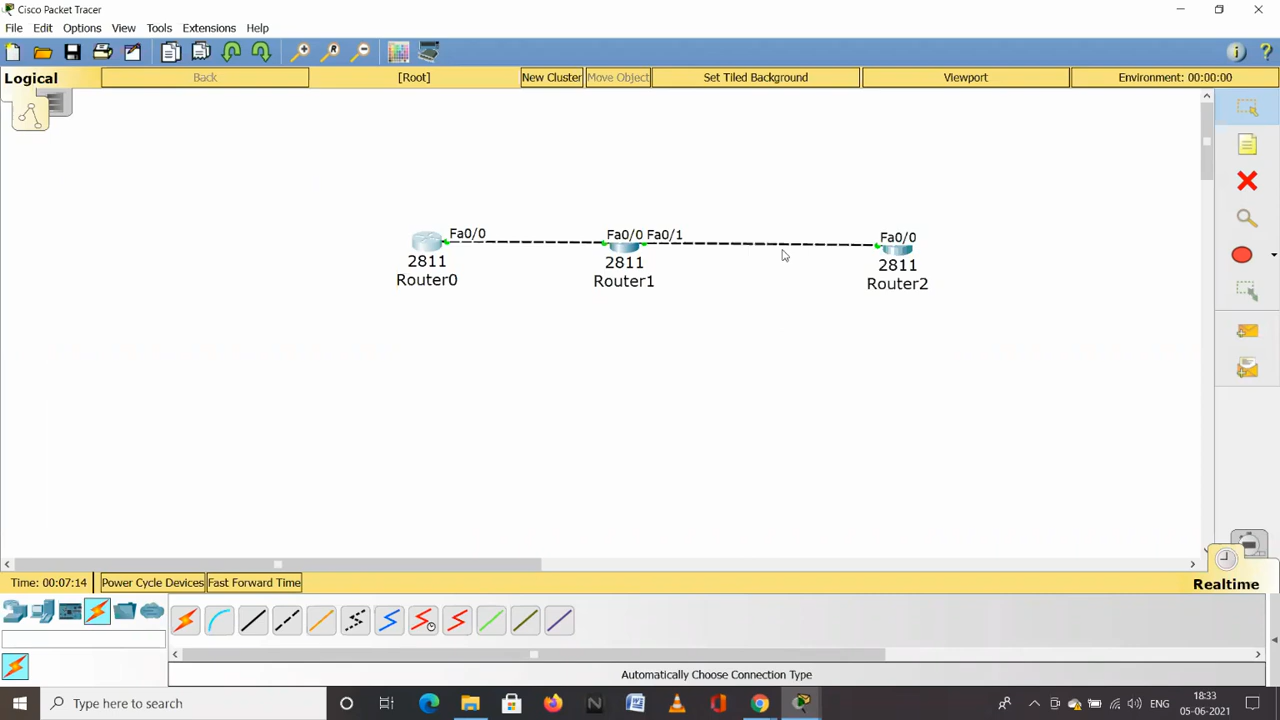 Cisco Packet Tracer
File Edit Options View Tools Extensions Help
Logical Back [Root] New Cluster Move Object Set Tiled Background Viewport Environment: 00:00:00
Fa0/0 Fa0/0 Fa0/1 Fa0/0
2811 2811 2811
Router0 Router1 Router2
Time: 00:07:14 Power Cycle Devices Fast Forward Time Realtime
Automatically Choose Connection Type
Type here to search
ENG 18:33
05-06-2021